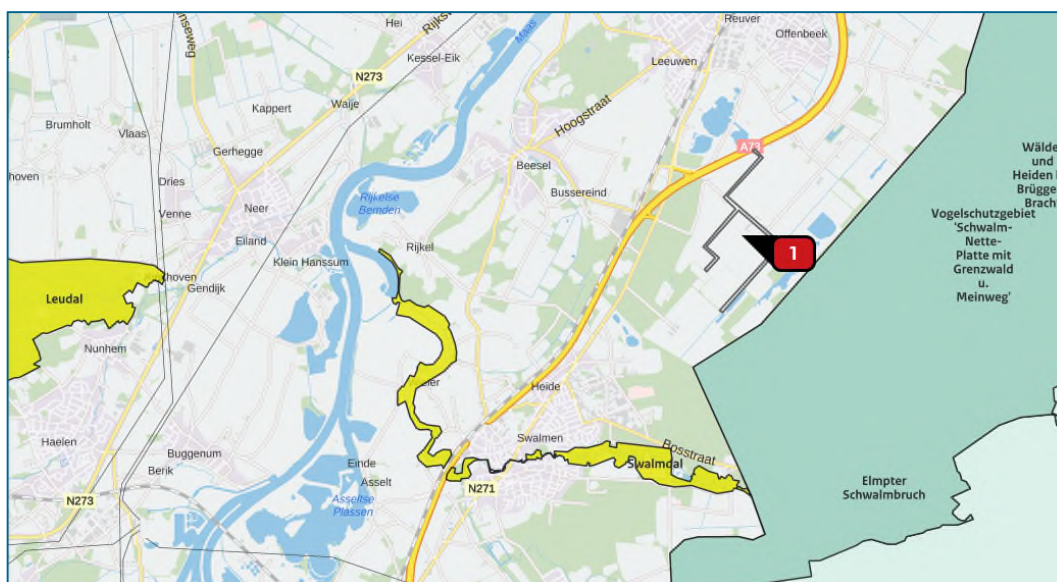 Hei
Rijksw
Reuver
Offenbeek
Kessel-Eik
Maas
Leeuwen
N273
Kappert
Waije
Hoogstraat
Brumholt
Vlaas
Gerhegge
A73
hoven
Dries
Beesel
Wälde
und
Heiden
Brügge
Brach
Venne
Neer
Rijkelse
Bemden
Bussereind
Vogelschutzgebiet
'Schwalm-
Nette-
Platte mit
Grenzwald
u.
Meinweg'
Eiland
Rijkel
1
Klein Hanssum
Gendijk
Leudal
Nunhem
Heide
Haelen
Swalmen
Bosstraat
Buggenum
Einde
Swalmdal
Berik
Asselt
N273
Asseltse
Plassen
N271
Elmpter
Schwalmbruch